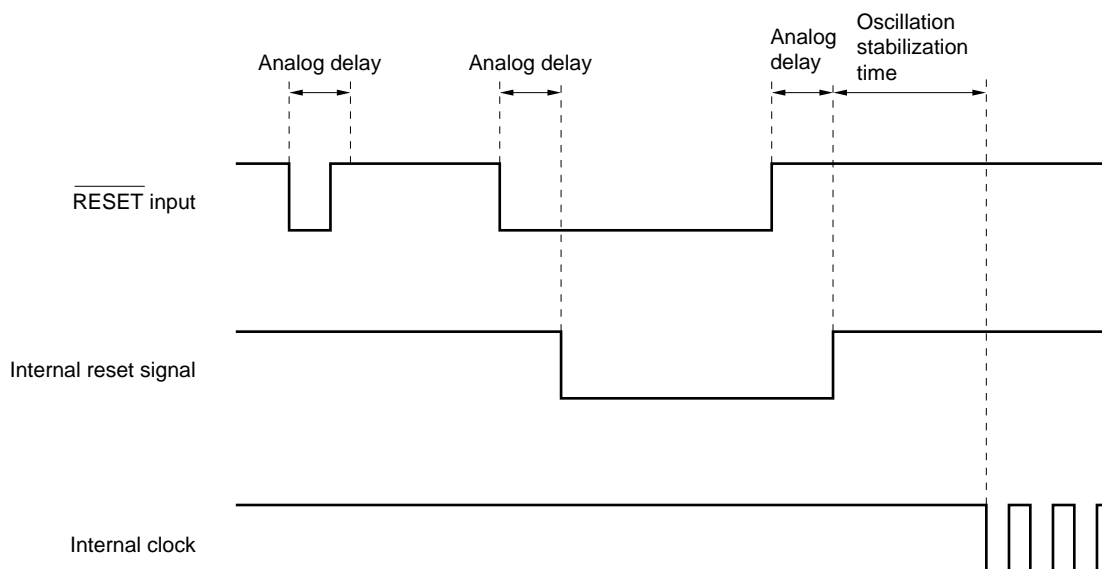 Oscillation
stabilization
time
Analog
delay
Analog delay
Analog delay
RESET input
Internal reset signal
Internal clock